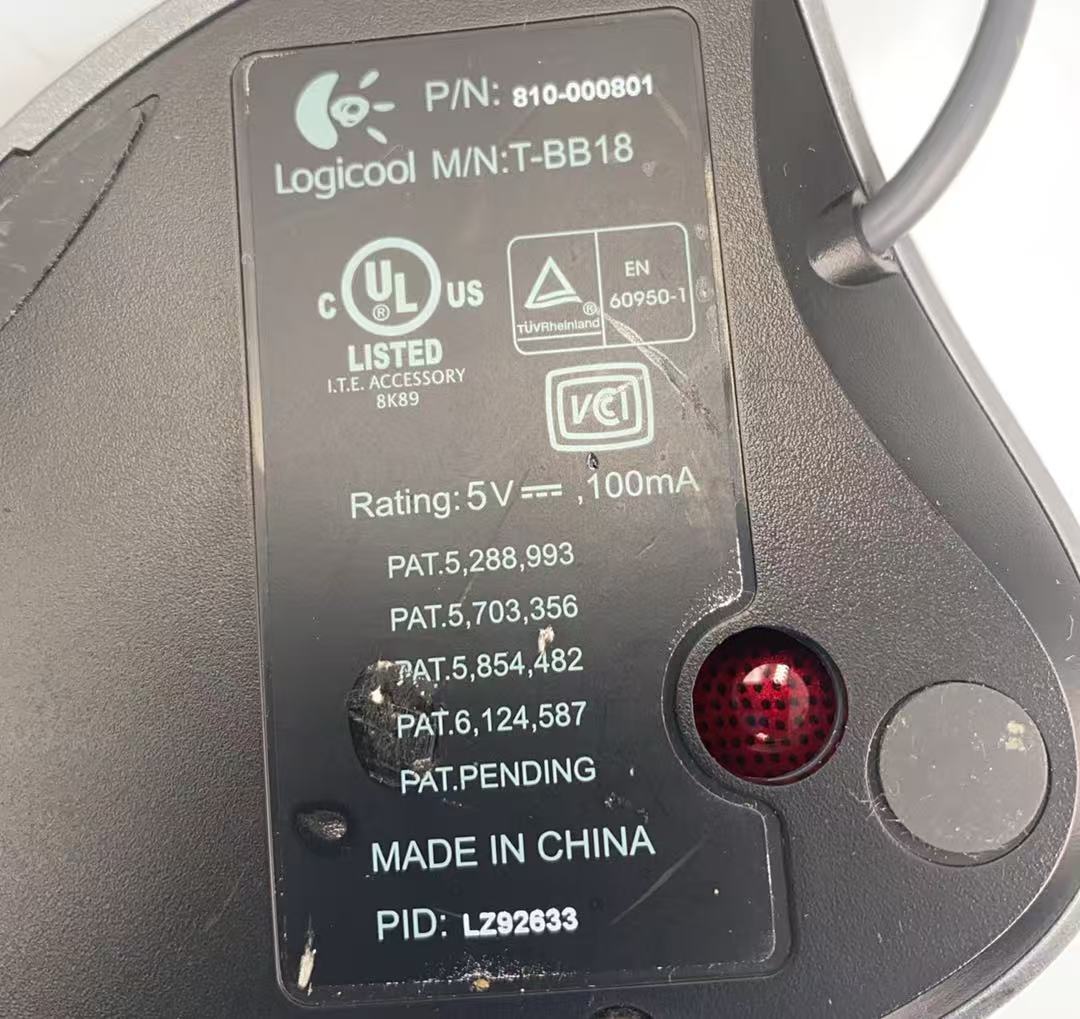 P/N: 810-000801
Logicool M/N:T-BB18
C UL ® US
LISTED
I.T.E. ACCESSORY
8K89
TÜVRheinland ®
EN
60950-1
VCI
Rating: 5V ⎓ ,100mA
PAT.5,288,993
PAT.5,703,356
PAT.5,854,482
PAT.6,124,587
PAT.PENDING
MADE IN CHINA
PID: LZ92633